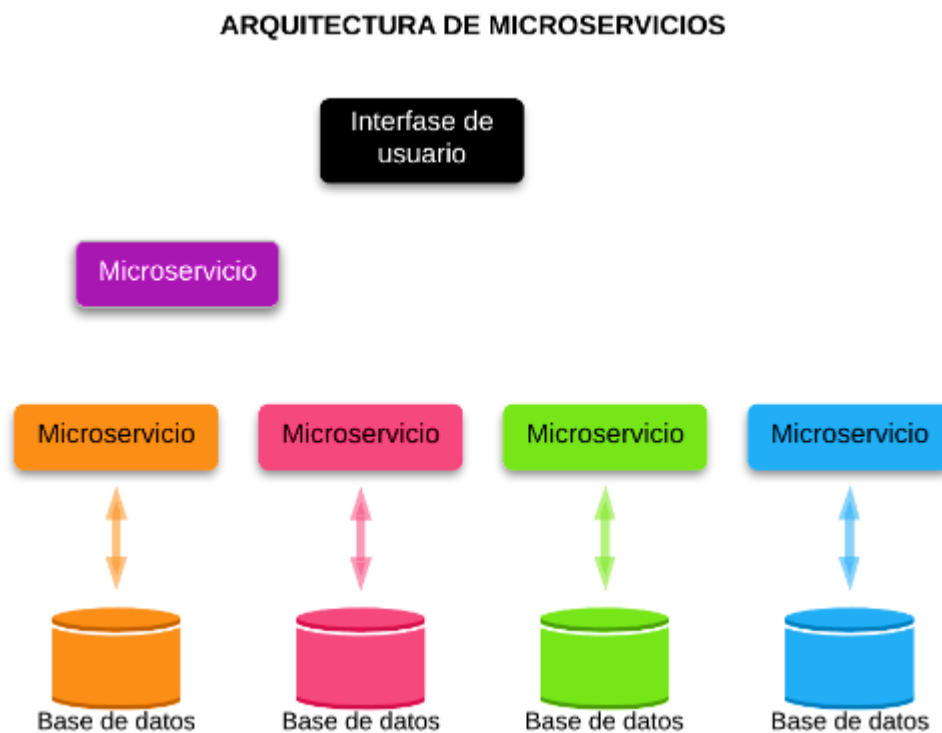 ARQUITECTURA DE MICROSERVICIOS
Interfase de
usuario
Microservicio
Microservicio
Microservicio
Microservicio
Microservicio
Base de datos
Base de datos
Base de datos
Base de datos